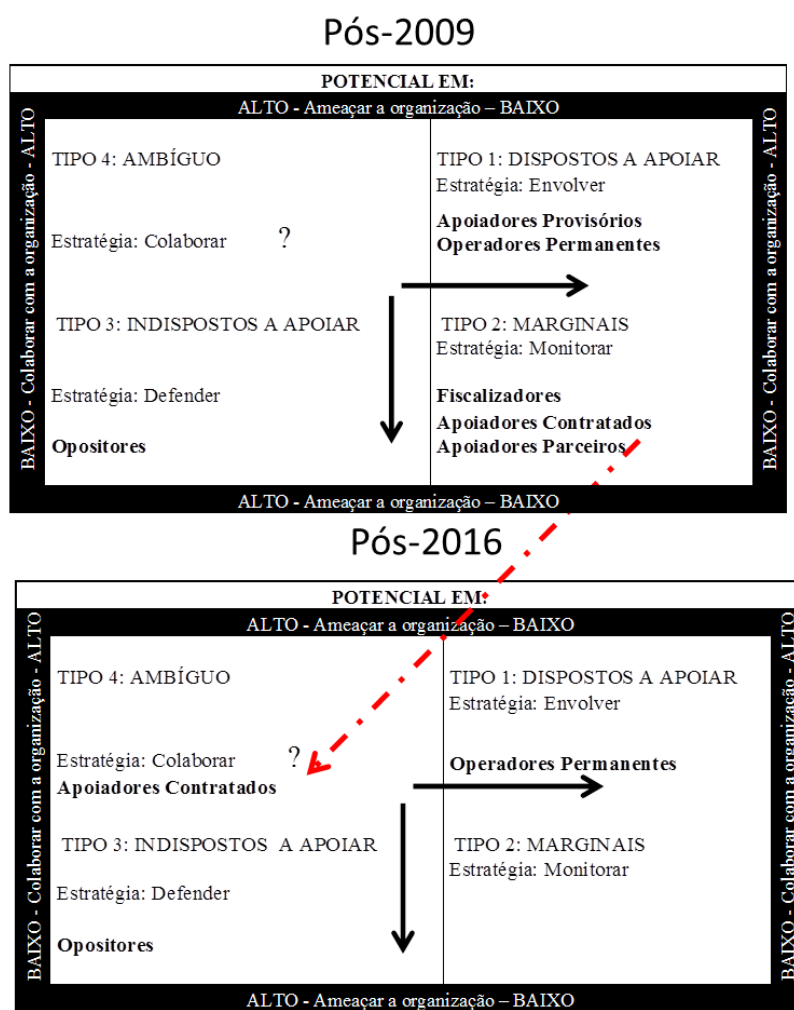 Pós-2009
POTENCIAL EM:
ALTO - Ameaçar a organização – BAIXO
BAIXO - Colaborar com a organização - ALTO
TIPO 4: AMBÍGUO
Estratégia: Colaborar ?
TIPO 1: DISPOSTOS A APOIAR
Estratégia: Envolver
Apoiadores Provisórios
Operadores Permanentes
TIPO 3: INDISPOSTOS A APOIAR
Estratégia: Defender
Opositores
TIPO 2: MARGINAIS
Estratégia: Monitorar
Fiscalizadores
Apoiadores Contratados
Apoiadores Parceiros
BAIXO - Colaborar com a organização - ALTO
ALTO - Ameaçar a organização – BAIXO
Pós-2016
POTENCIAL EM:
ALTO - Ameaçar a organização – BAIXO
BAIXO - Colaborar com a organização - ALTO
TIPO 4: AMBÍGUO
Estratégia: Colaborar ?
Apoiadores Contratados
TIPO 1: DISPOSTOS A APOIAR
Estratégia: Envolver
Operadores Permanentes
TIPO 3: INDISPOSTOS A APOIAR
Estratégia: Defender
Opositores
TIPO 2: MARGINAIS
Estratégia: Monitorar
BAIXO - Colaborar com a organização - ALTO
ALTO - Ameaçar a organização – BAIXO